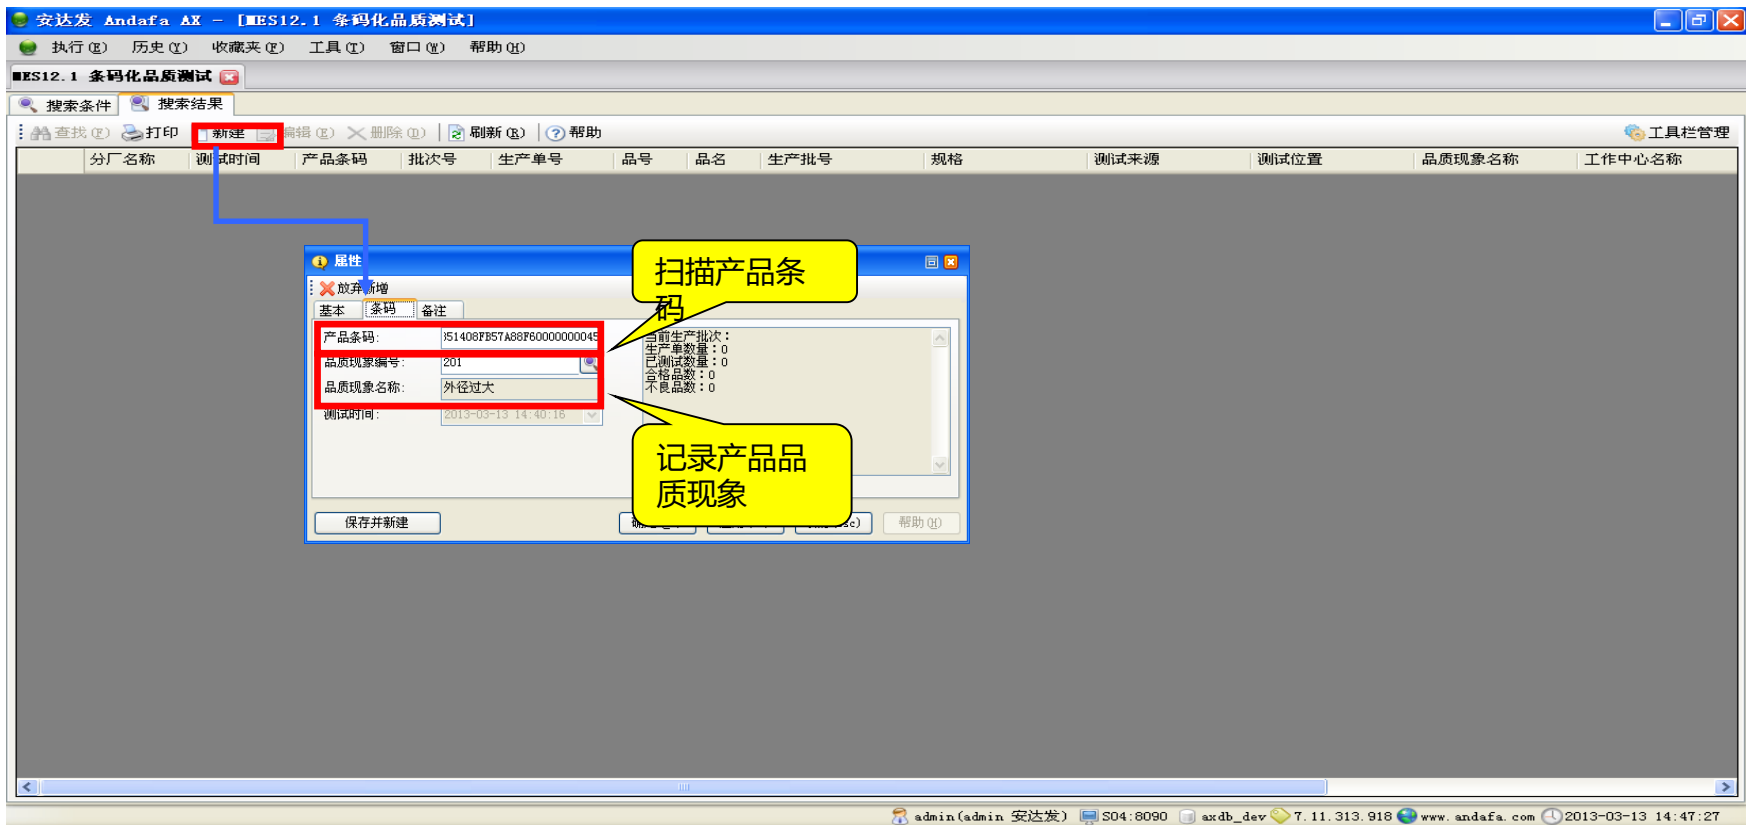 安达发 Andafa AX - [MES12.1 条码化品质测试]
执行(E) 历史(Y) 收藏夹(F) 工具(T) 窗口(W) 帮助(H)
MES12.1 条码化品质测试
搜索条件 搜索结果
查找(F) 打印 新建 编辑(E) 删除(D) 刷新(R) 帮助 工具栏管理
分厂名称 测试时间 产品条码 批次号 生产单号 品号 品名 生产批号 规格 测试来源 测试位置 品质现象名称 工作中心名称
属性
扫描产品条
码
放弃新增
基本 条码 备注
产品条码: 51408FB57A88F60000000045
品质现象编号: 201
品质现象名称: 外径过大
测试时间: 2013-03-13 14:40:16
当前生产批次:
生产单数量:0
已测试数量:0
合格品数:0
不良品数:0
记录产品品
质现象
保存并新建 帮助(H)
admin(admin 安达发) S04:8090 axdb_dev 7.11.313.918 www.andafa.com 2013-03-13 14:47:27